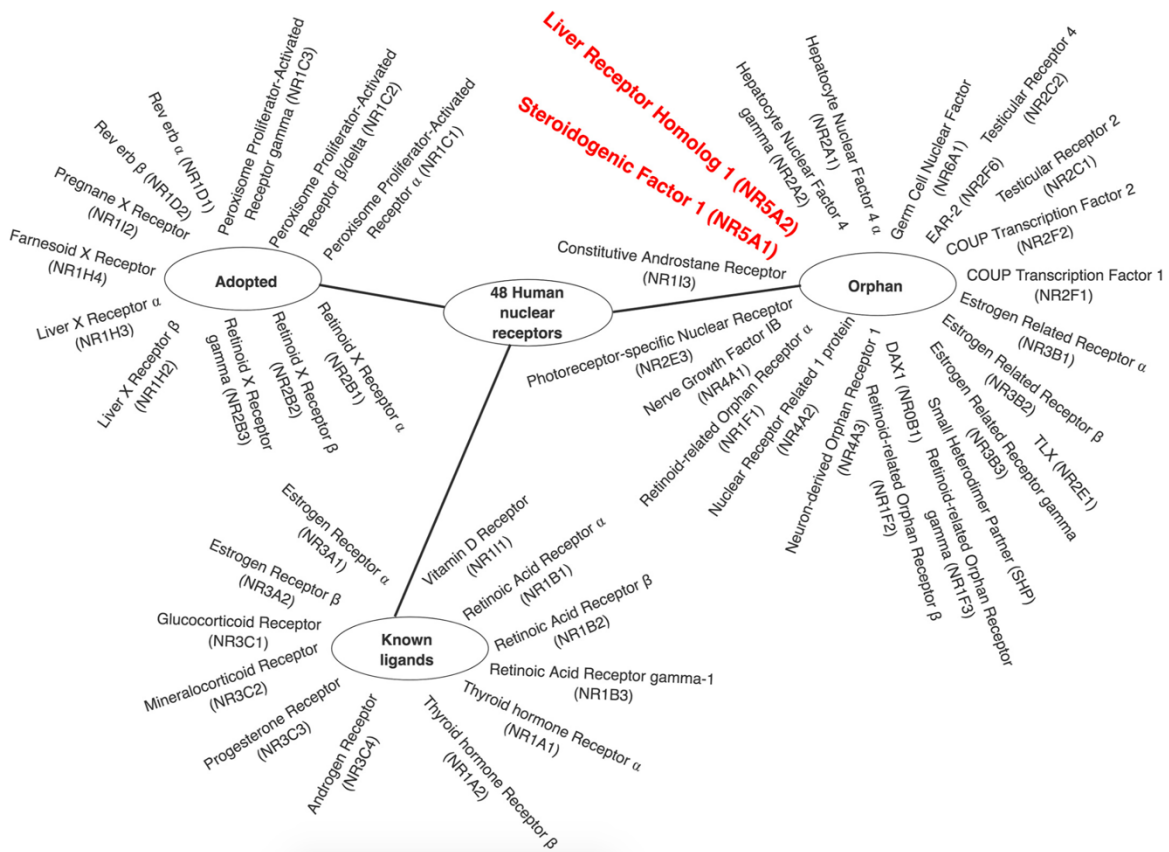 48 Human
nuclear
receptors
Adopted
Rev erb β (NR1D2)
Rev erb α (NR1D1)
Peroxisome Proliferator-Activated
Receptor gamma (NR1C3)
Peroxisome Proliferator-Activated
Receptor β/delta (NR1C2)
Peroxisome Proliferator-Activated
Receptor α (NR1C1)
Pregnane X Receptor
(NR1I2)
Farnesoid X Receptor
(NR1H4)
Liver X Receptor α
(NR1H3)
Liver X Receptor β
(NR1H2)
Retinoid X Receptor
gamma (NR2B3)
Retinoid X Receptor β
(NR2B2)
Retinoid X Receptor α
(NR2B1)
Orphan
Liver Receptor Homolog 1 (NR5A2)
Steroidogenic Factor 1 (NR5A1)
Hepatocyte Nuclear Factor 4
gamma (NR2A2)
Hepatocyte Nuclear Factor 4 α
(NR2A1)
Germ Cell Nuclear Factor
(NR6A1)
EAR-2 (NR2F6)
Testicular Receptor 4
(NR2C2)
Testicular Receptor 2
(NR2C1)
COUP Transcription Factor 2
(NR2F2)
COUP Transcription Factor 1
(NR2F1)
Estrogen Related Receptor α
(NR3B1)
Estrogen Related Receptor β
(NR3B2)
TLX (NR2E1)
Estrogen Related Receptor gamma
(NR3B3)
Small Heterodimer Partner (SHP)
Retinoid-related Orphan Receptor
gamma (NR1F3)
DAX1 (NR0B1)
Retinoid-related Orphan Receptor β
(NR1F2)
Neuron-derived Orphan Receptor 1
(NR4A3)
Nuclear Receptor Related 1 protein
(NR4A2)
Retinoid-related Orphan Receptor α
(NR1F1)
Nerve Growth Factor IB
(NR4A1)
Photoreceptor-specific Nuclear Receptor
(NR2E3)
Constitutive Androstane Receptor
(NR1I3)
Known
ligands
Estrogen Receptor α
(NR3A1)
Estrogen Receptor β
(NR3A2)
Glucocorticoid Receptor
(NR3C1)
Mineralocorticoid Receptor
(NR3C2)
Progesterone Receptor
(NR3C3)
Androgen Receptor
(NR3C4)
Thyroid hormone Receptor β
(NR1A2)
Thyroid hormone Receptor α
(NR1A1)
Retinoic Acid Receptor gamma-1
(NR1B3)
Retinoic Acid Receptor β
(NR1B2)
Retinoic Acid Receptor α
(NR1B1)
Vitamin D Receptor
(NR1I1)